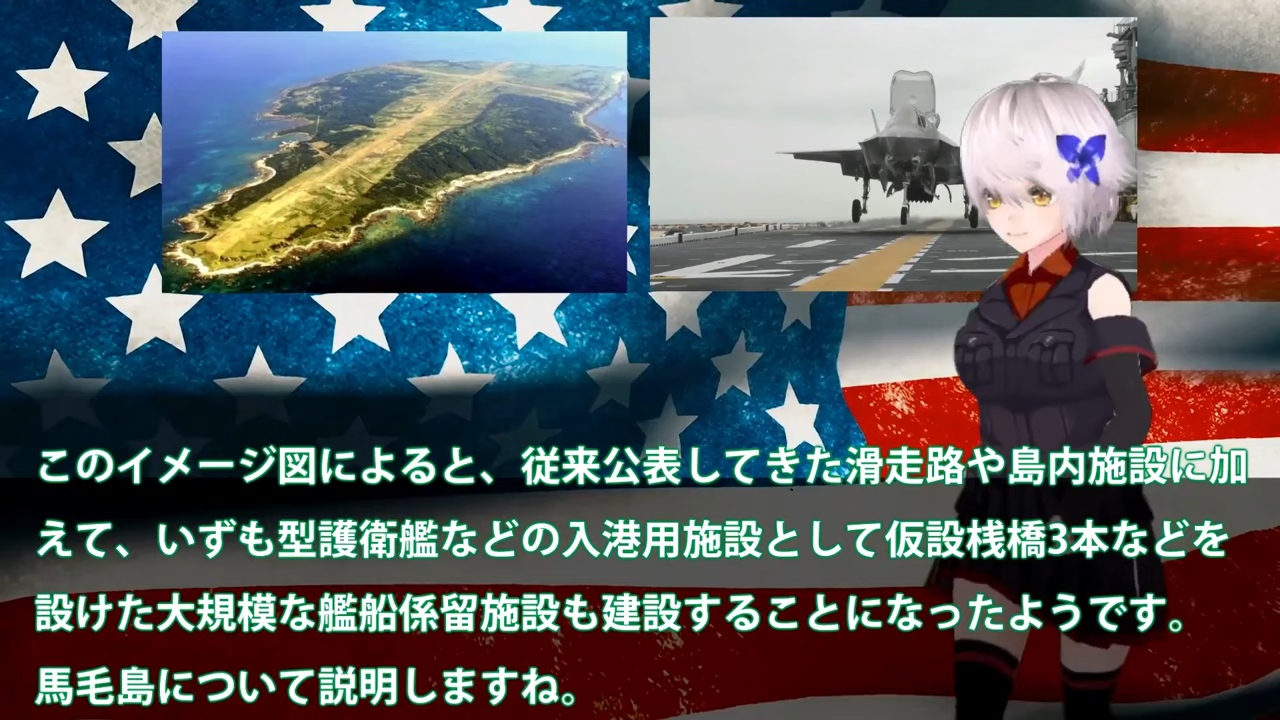 このイメージ図によると、従来公表してきた滑走路や島内施設に加
えて、いずも型護衛艦などの入港用施設として仮設桟橋3本などを
設けた大規模な艦船係留施設も建設することになったようです。
馬毛島について説明しますね。